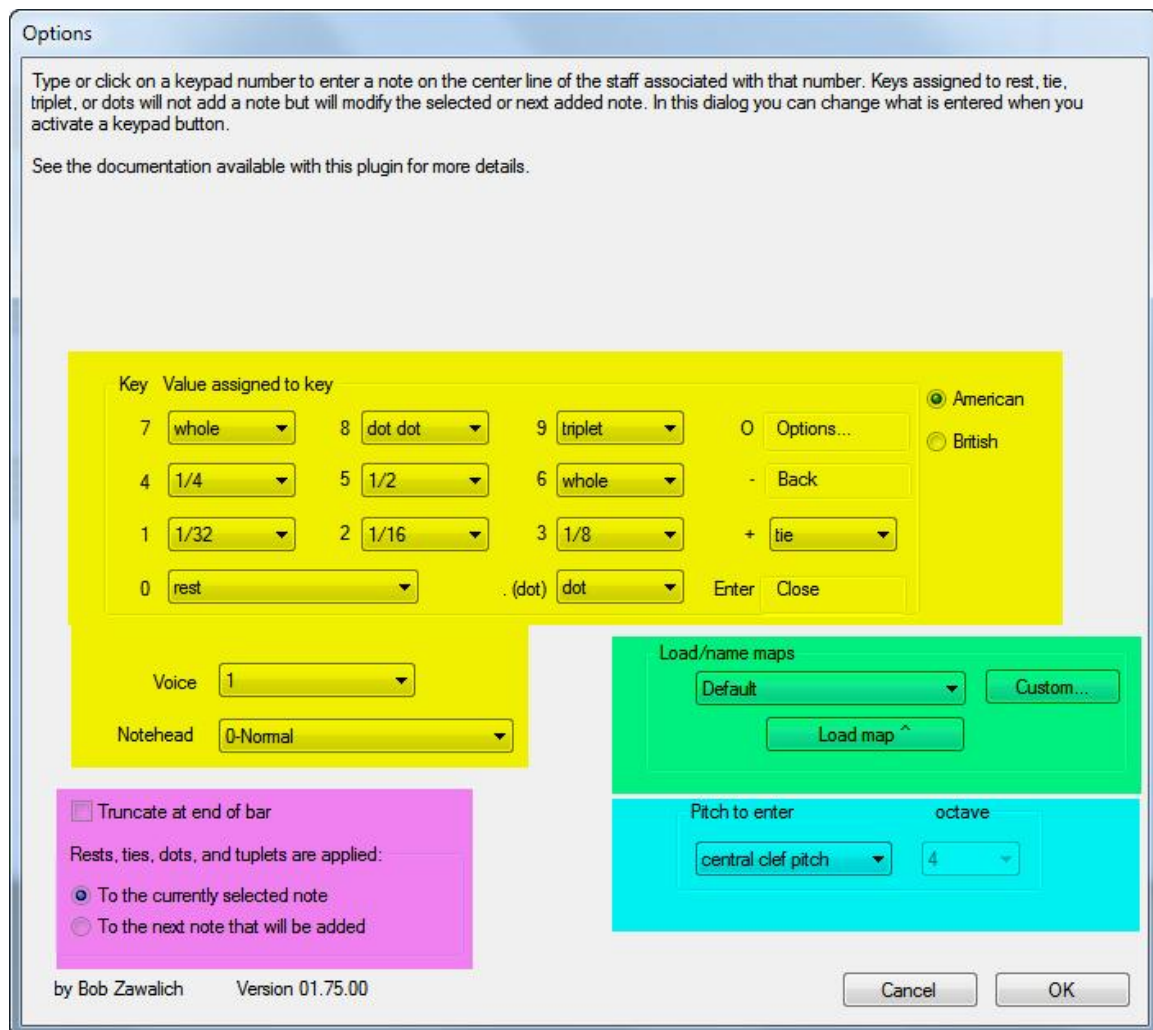 Options
Type or click on a keypad number to enter a note on the center line of the staff associated with that number. Keys assigned to rest, tie,
triplet, or dots will not add a note but will modify the selected or next added note. In this dialog you can change what is entered when you
activate a keypad button.
See the documentation available with this plugin for more details.
Key Value assigned to key
American
7 whole 8 dot dot 9 triplet O Options...
British
4 1/4 5 1/2 6 whole - Back
1 1/32 2 1/16 3 1/8 + tie
0 rest . (dot) dot Enter Close
Voice 1
Notehead 0-Normal
Load/name maps
Default Custom...
Load map ^
Truncate at end of bar
Rests, ties, dots, and tuplets are applied:
To the currently selected note
To the next note that will be added
Pitch to enter octave
central clef pitch 4
by Bob Zawalich Version 01.75.00
Cancel OK